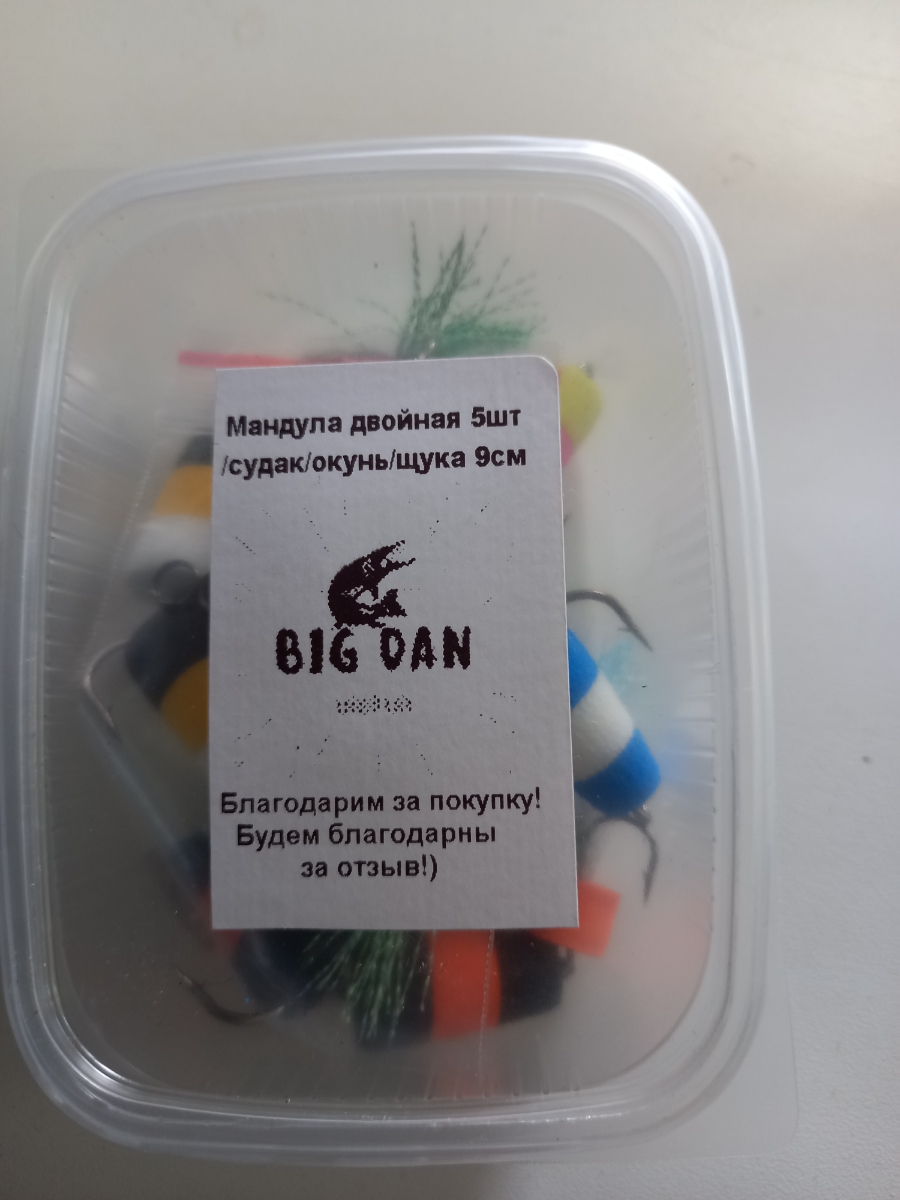 Мандула двойная 5шт
/судак/окунь/щука 9см
BIG DAN
Благодарим за покупку!
Будем благодарны
за отзыв!)